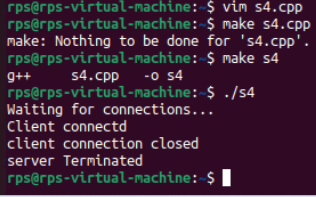 rps@rps-virtual-machine:~$ vim s4.cpp
rps@rps-virtual-machine:~$ make s4.cpp
make: Nothing to be done for 's4.cpp'.
rps@rps-virtual-machine:~$ make s4
g++     s4.cpp   -o s4
rps@rps-virtual-machine:~$ ./s4
Waiting for connections...
Client connectd
client connection closed
server Terminated
rps@rps-virtual-machine:~$